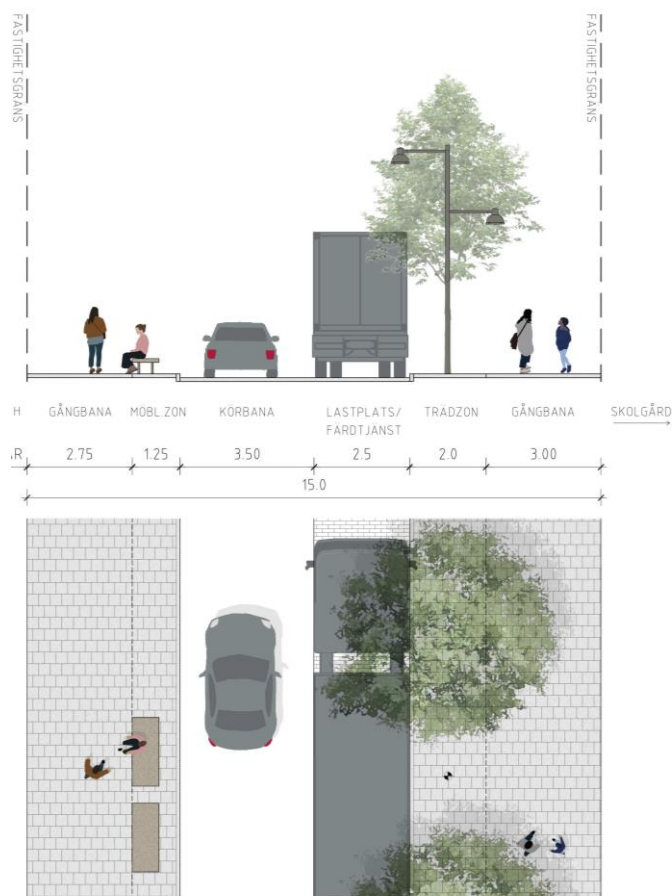 FASTIGHETSGRÄNS
FASTIGHETSGRÄNS
H GÅNGBANA MÖBL.ZON KÖRBANA LASTPLATS/ TRÄDZON GÅNGBANA SKOLGÅRD
FÄRDTJÄNST
ÅR 2.75 1.25 3.50 2.5 2.0 3.00
15.0